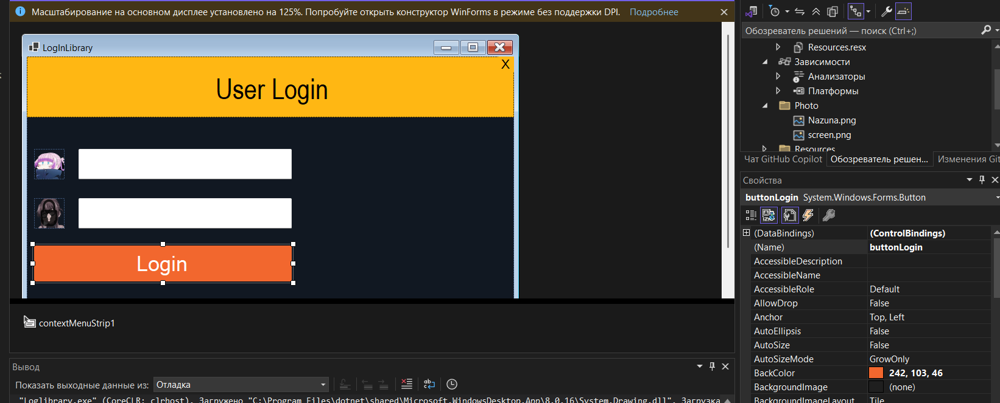 Масштабирование на основном дисплее установлено на 125%. Попробуйте открыть конструктор WinForms в режиме без поддержки DPI. Подробнее
LogInLibrary
X
User Login
Login
contextMenuStrip1
Вывод
Показать выходные данные из: Отладка
"Loglibrary.exe" (CoreCLR: clrhost). Загружено "C:\Program Files\dotnet\shared\Microsoft.WindowsDesktop.App\8.0.16\System.Drawing.dll". Загрузка
Обозреватель решений — поиск (Ctrl+;)
Resources.resx
Зависимости
Анализаторы
Платформы
Photo
Nazuna.png
screen.png
Resources
Чат GitHub Copilot Обозреватель решен... Изменения Git
Свойства
buttonLogin System.Windows.Forms.Button
(DataBindings) (ControlBindings)
(Name) buttonLogin
AccessibleDescription
AccessibleName
AccessibleRole Default
AllowDrop False
Anchor Top, Left
AutoEllipsis False
AutoSize False
AutoSizeMode GrowOnly
BackColor 242, 103, 46
BackgroundImage (none)
BackgroundImageLayout Tile